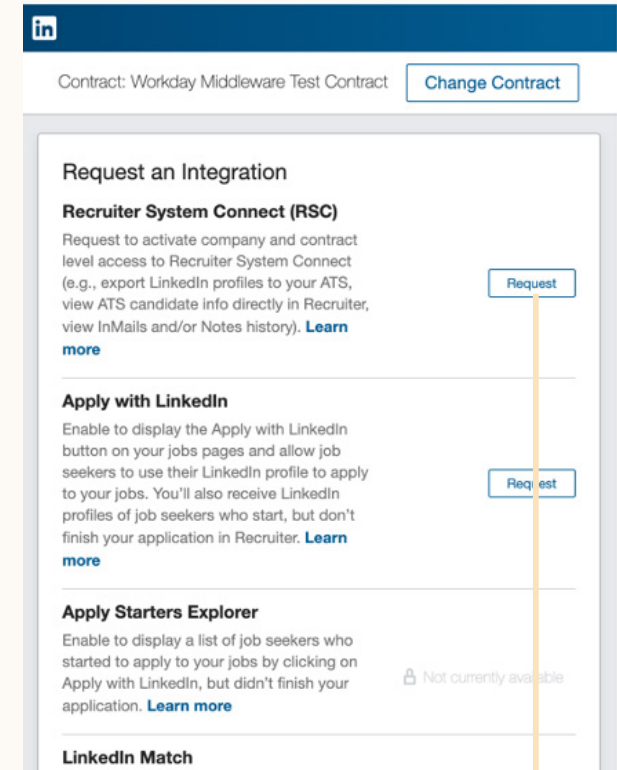 in
Contract: Workday Middleware Test Contract
Change Contract
Request an Integration
Recruiter System Connect (RSC)
Request to activate company and contract
level access to Recruiter System Connect
(e.g., export LinkedIn profiles to your ATS,
view ATS candidate info directly in Recruiter,
view InMails and/or Notes history). Learn
more
Request
Apply with LinkedIn
Enable to display the Apply with LinkedIn
button on your jobs pages and allow job
seekers to use their LinkedIn profile to apply
to your jobs. You'll also receive LinkedIn
profiles of job seekers who start, but don't
finish your application in Recruiter. Learn
more
Request
Apply Starters Explorer
Enable to display a list of job seekers who
started to apply to your jobs by clicking on
Apply with LinkedIn, but didn't finish your
application. Learn more
Not currently available
LinkedIn Match